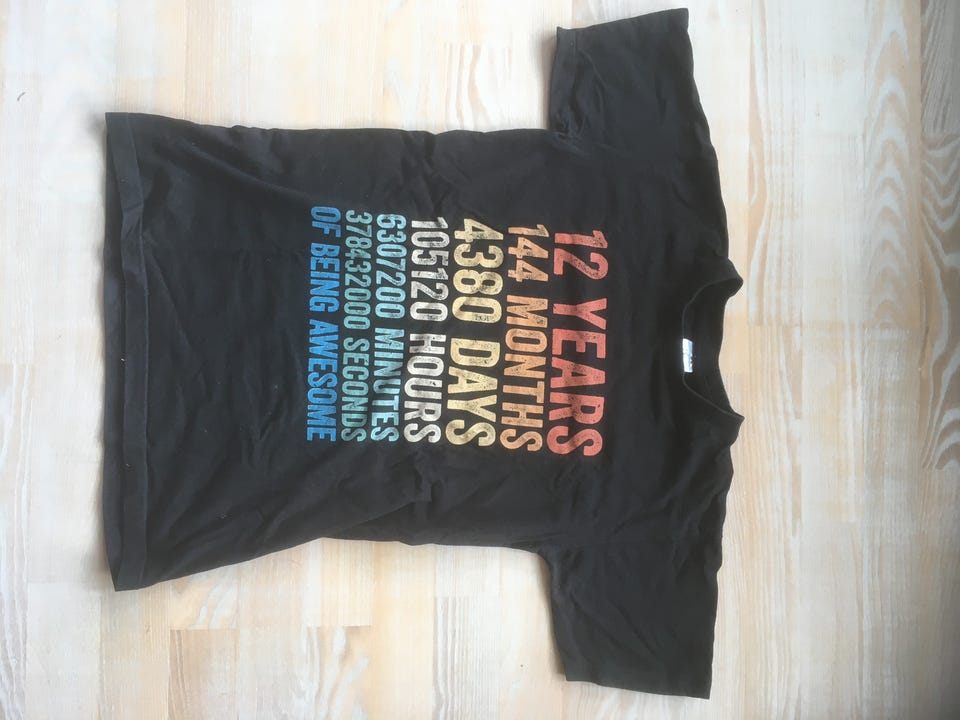 12 YEARS
144 MONTHS
4380 DAYS
105120 HOURS
6307200 MINUTES
378432000 SECONDS
OF BEING AWESOME